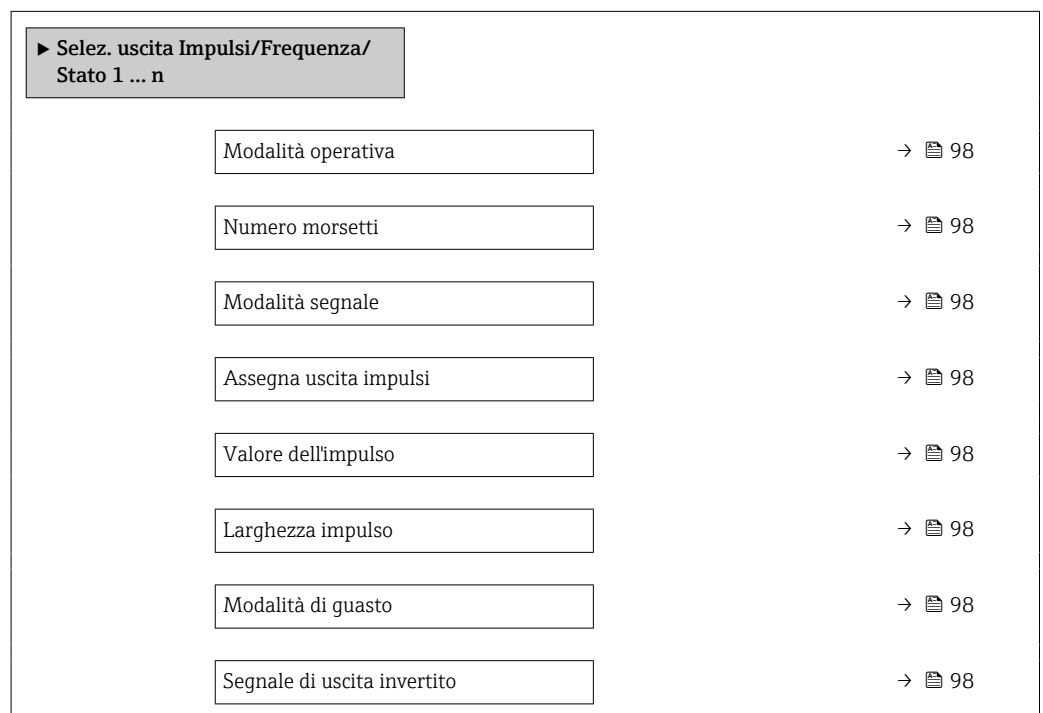 ▶ Selez. uscita Impulsi/Frequenza/
Stato 1 ... n
Modalità operativa → 98
Numero morsetti → 98
Modalità segnale → 98
Assegna uscita impulsi → 98
Valore dell'impulso → 98
Larghezza impulso → 98
Modalità di guasto → 98
Segnale di uscita invertito → 98